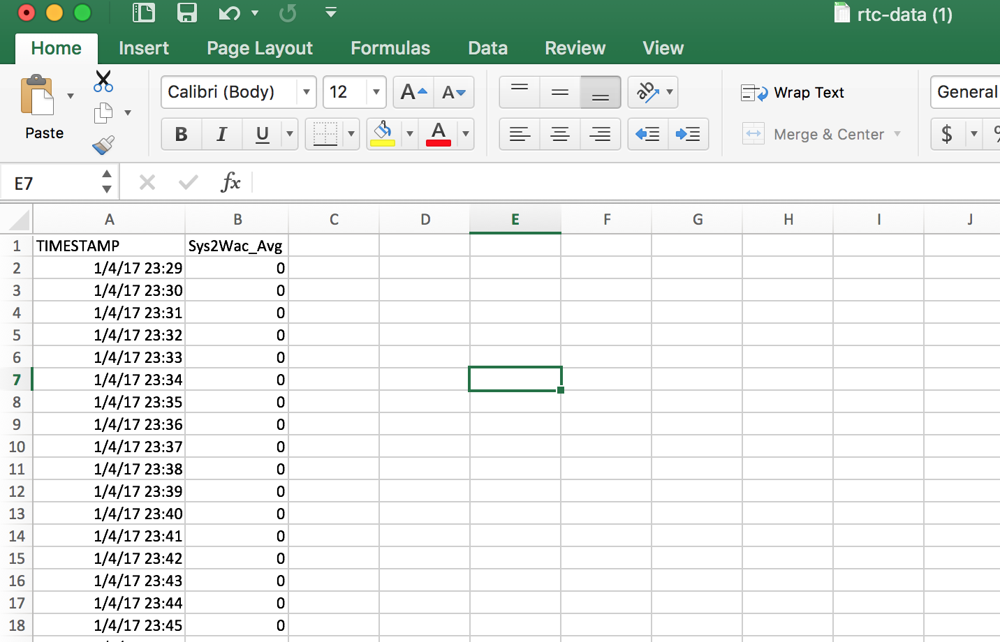 rtc-data (1)
Home Insert Page Layout Formulas Data Review View
Calibri (Body) 12 A A ab Wrap Text General
Paste B I U A Merge & Center $ %
E7 fx
A B C D E F G H I J
1 TIMESTAMP Sys2Wac_Avg
2 1/4/17 23:29 0
3 1/4/17 23:30 0
4 1/4/17 23:31 0
5 1/4/17 23:32 0
6 1/4/17 23:33 0
7 1/4/17 23:34 0
8 1/4/17 23:35 0
9 1/4/17 23:36 0
10 1/4/17 23:37 0
11 1/4/17 23:38 0
12 1/4/17 23:39 0
13 1/4/17 23:40 0
14 1/4/17 23:41 0
15 1/4/17 23:42 0
16 1/4/17 23:43 0
17 1/4/17 23:44 0
18 1/4/17 23:45 0